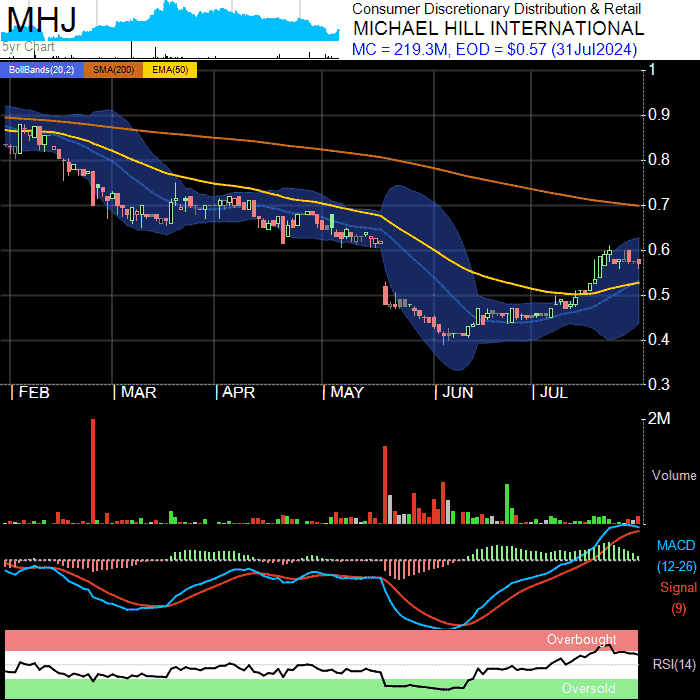 MHJ
5yr Chart
Consumer Discretionary Distribution & Retail
MICHAEL HILL INTERNATIONAL
MC = 219.3M, EOD = $0.57 (31Jul2024)
BollBands(20,2) SMA(200) EMA(50)
1
0.9
0.8
0.7
0.6
0.5
0.4
0.3
FEB MAR APR MAY JUN JUL
2M
Volume
MACD
(12-26)
Signal
(9)
Overbought
RSI(14)
Oversold